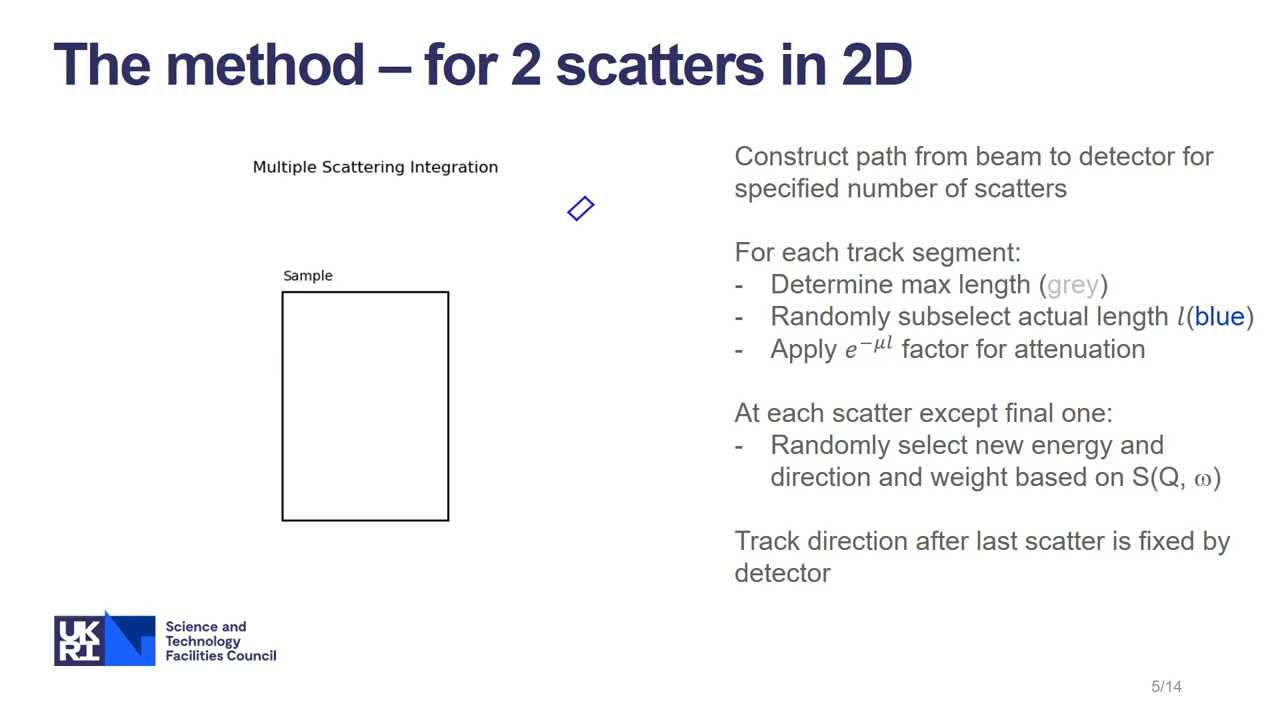 The method – for 2 scatters in 2D
Multiple Scattering Integration
Sample
Construct path from beam to detector for
specified number of scatters
For each track segment:
- Determine max length (grey)
- Randomly subselect actual length 𝑙(blue)
- Apply 𝑒^{−𝜇𝑙} factor for attenuation
At each scatter except final one:
- Randomly select new energy and
direction and weight based on S(Q, ω)
Track direction after last scatter is fixed by
detector
UK
RI
Science and
Technology
Facilities Council
5/14